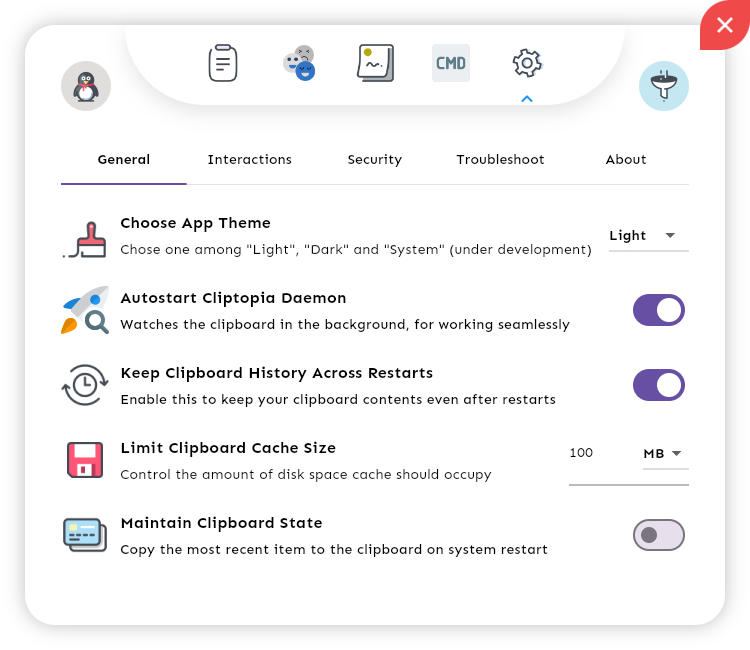 CMD
General Interactions Security Troubleshoot About
Choose App Theme
Chose one among "Light", "Dark" and "System" (under development)
Light
Autostart Cliptopia Daemon
Watches the clipboard in the background, for working seamlessly
Keep Clipboard History Across Restarts
Enable this to keep your clipboard contents even after restarts
Limit Clipboard Cache Size
Control the amount of disk space cache should occupy
100 MB
Maintain Clipboard State
Copy the most recent item to the clipboard on system restart